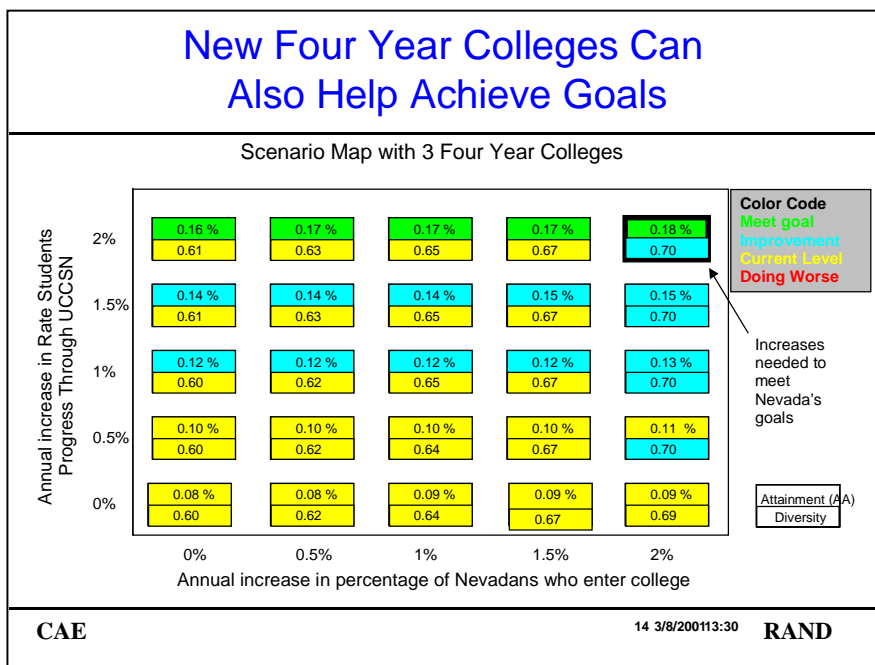 New Four Year Colleges Can
Also Help Achieve Goals
Scenario Map with 3 Four Year Colleges
Annual increase in Rate Students
Progress Through UCCSN
2%
0.16 % 0.17 % 0.17 % 0.17 % 0.18 %
0.61 0.63 0.65 0.67 0.70
1.5%
0.14 % 0.14 % 0.14 % 0.15 % 0.15 %
0.61 0.63 0.65 0.67 0.70
1%
0.12 % 0.12 % 0.12 % 0.12 % 0.13 %
0.60 0.62 0.65 0.67 0.70
0.5%
0.10 % 0.10 % 0.10 % 0.10 % 0.11 %
0.60 0.62 0.64 0.67 0.70
0%
0.08 % 0.08 % 0.09 % 0.09 % 0.09 %
0.60 0.62 0.64 0.67 0.69
0% 0.5% 1% 1.5% 2%
Annual increase in percentage of Nevadans who enter college
Color Code
Meet goal
Improvement
Current Level
Doing Worse
Increases
needed to
meet
Nevada's
goals
Attainment (AA)
Diversity
CAE
14 3/8/200113:30
RAND